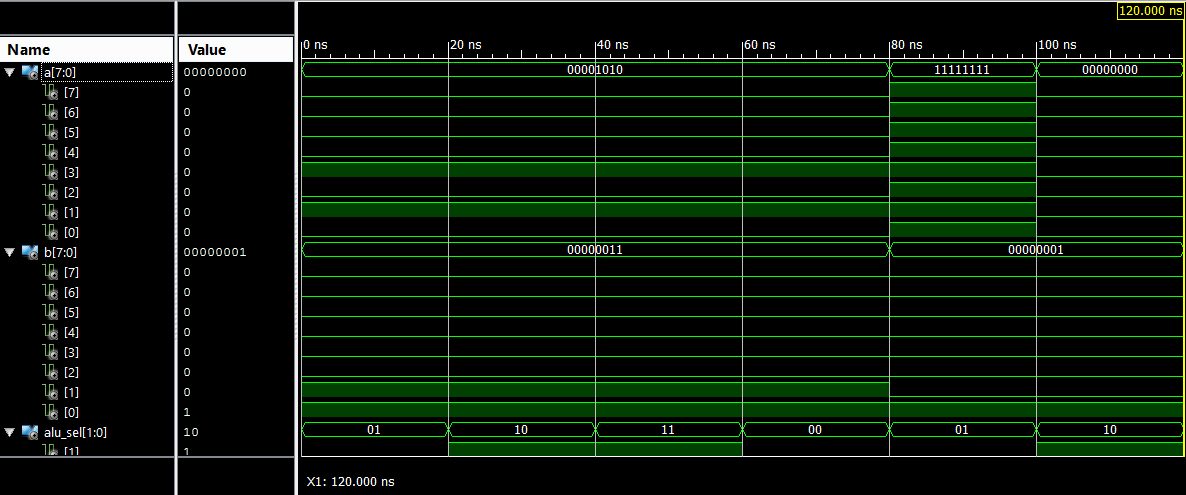 120.000 ns
Name Value
0 ns 20 ns 40 ns 60 ns 80 ns 100 ns
a[7:0] 00000000 00001010 11111111 00000000
[7] 0
[6] 0
[5] 0
[4] 0
[3] 0
[2] 0
[1] 0
[0] 0
b[7:0] 00000001 00000011 00000001
[7] 0
[6] 0
[5] 0
[4] 0
[3] 0
[2] 0
[1] 0
[0] 1
alu_sel[1:0] 10 01 10 11 00 01 10
[1] 1
X1: 120.000 ns